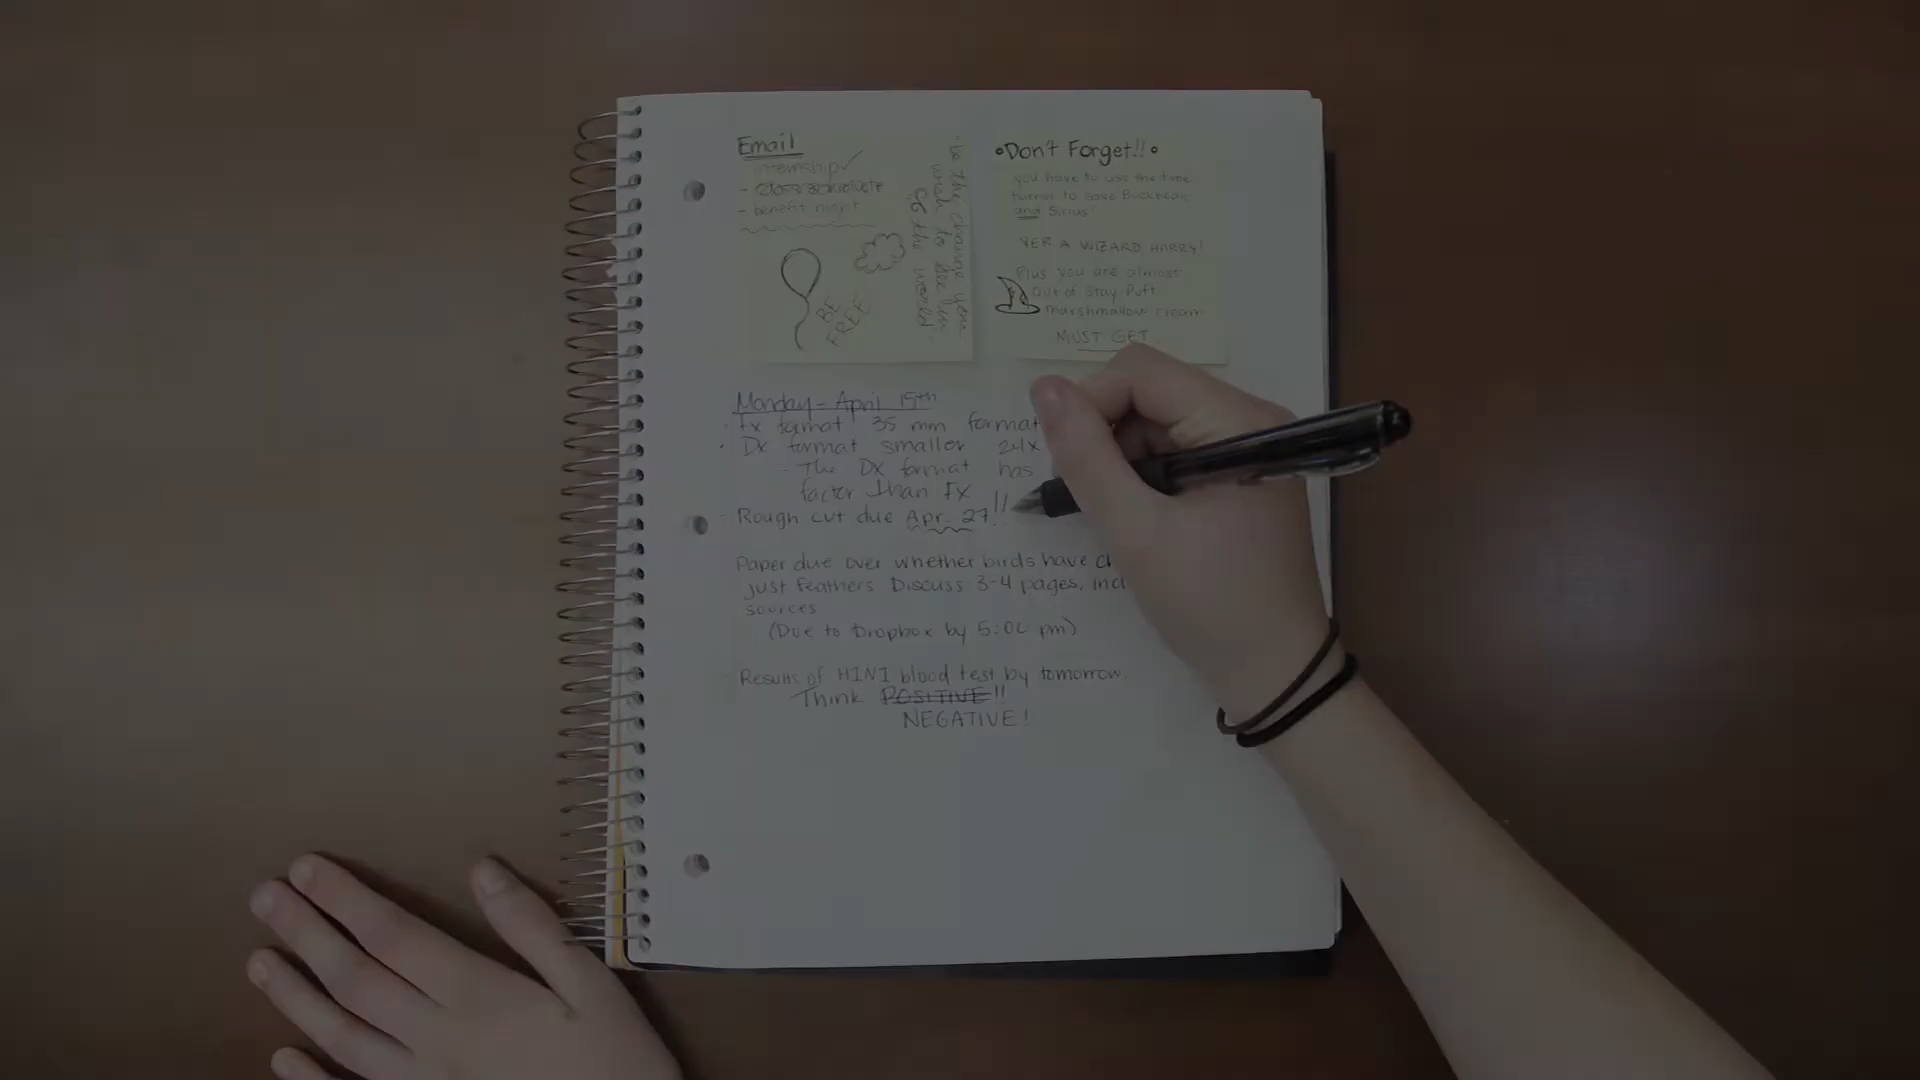 Email
internship ✓
- class schedule
- benefit night
be the change you
wish to see in
the world
BE
FREE
•Don't Forget!!•
you have to use the time
turner to save Buckbeak
and Sirius!
YER A WIZARD, HARRY!
Plus you are almost
out of Stay Puft
marshmallow cream
MUST GET
Monday - April 15th
- Fx format 35 mm format
• Dx format smaller 24x
- The Dx format has
factor than Fx
- Rough cut due Apr. 27!!
Paper due over whether birds have
just feathers Discuss 3-4 pages,
sources
(Due to Dropbox by 5:00 pm)
Results of H1N1 blood test by tomorrow.
Think POSITIVE!!
NEGATIVE!